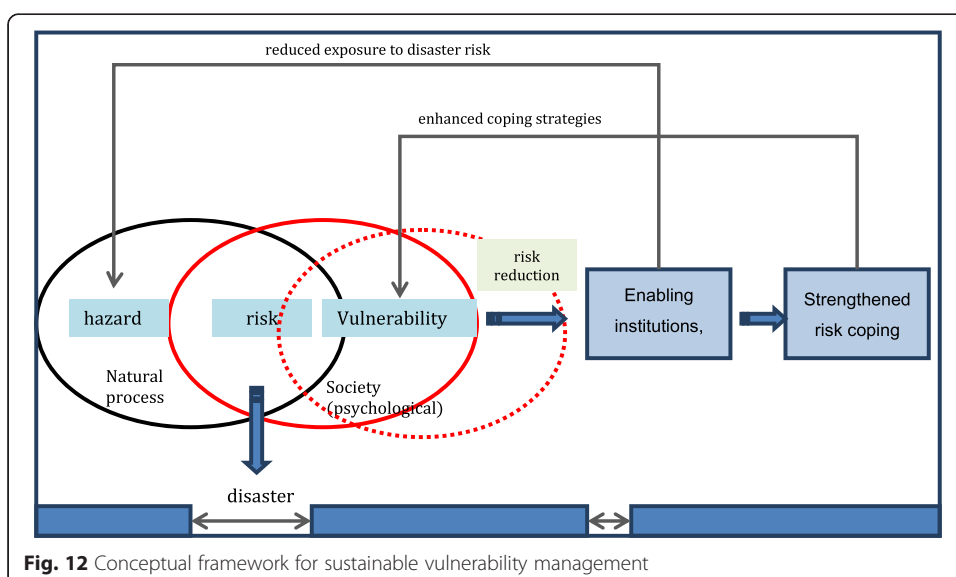 reduced exposure to disaster risk
enhanced coping strategies
risk
reduction
hazard
risk
Vulnerability
Enabling
institutions,
Strengthened
risk coping
Natural
process
Society
(psychological)
disaster
Fig. 12 Conceptual framework for sustainable vulnerability management